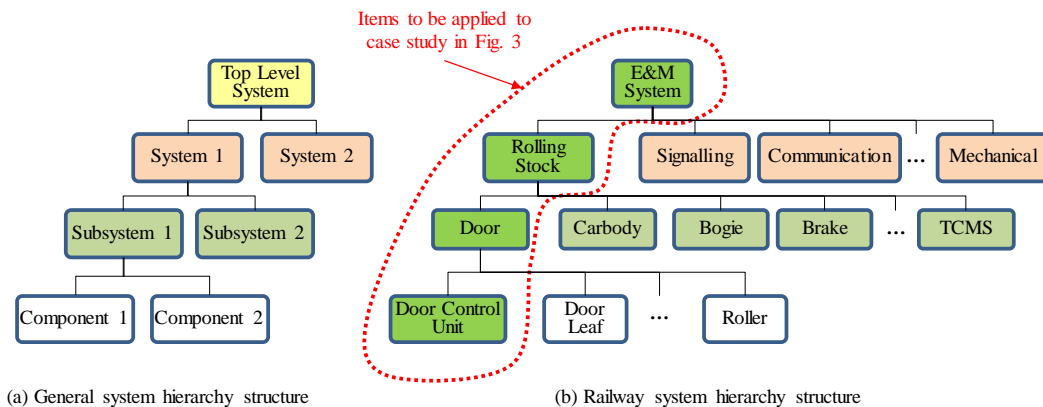 Items to be applied to
case study in Fig. 3
Top Level
System
E&M
System
System 1
System 2
Rolling
Stock
Signalling
Communication
...
Mechanical
Subsystem 1
Subsystem 2
Door
Carbody
Bogie
Brake
...
TCMS
Component 1
Component 2
Door Control
Unit
Door
Leaf
...
Roller
(a) General system hierarchy structure
(b) Railway system hierarchy structure